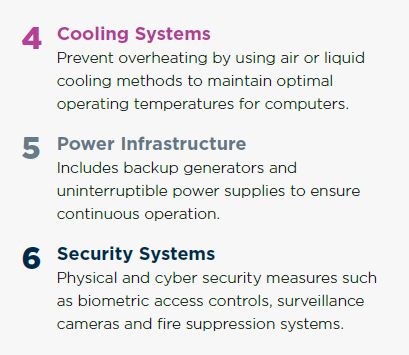 4 Cooling Systems
Prevent overheating by using air or liquid
cooling methods to maintain optimal
operating temperatures for computers.
5 Power Infrastructure
Includes backup generators and
uninterruptible power supplies to ensure
continuous operation.
6 Security Systems
Physical and cyber security measures such
as biometric access controls, surveillance
cameras and fire suppression systems.